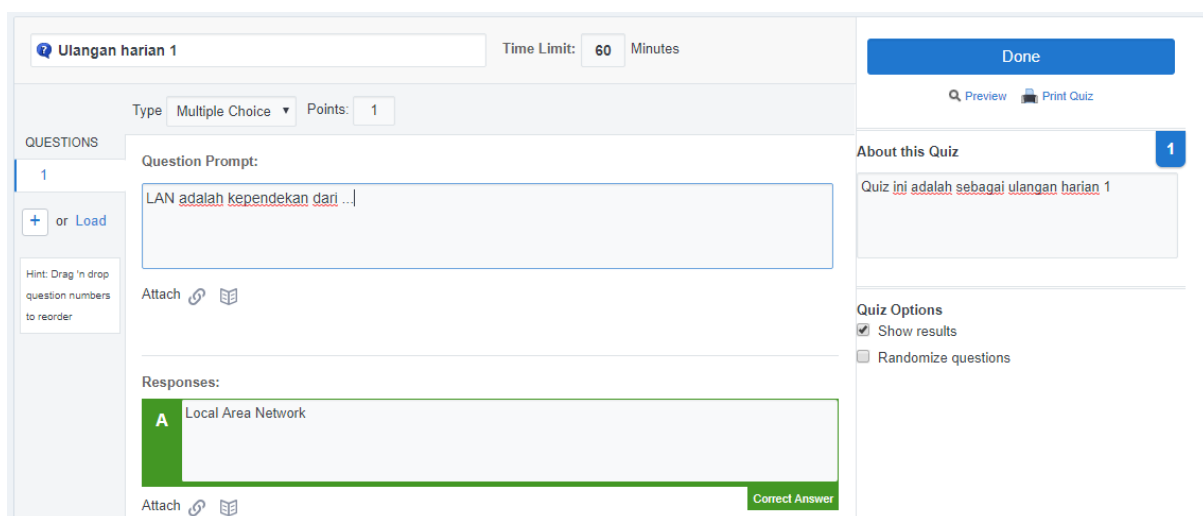 Ulangan harian 1
Time Limit: 60 Minutes
Done
Preview Print Quiz
Type Multiple Choice Points: 1
QUESTIONS
1
+ or Load
Hint: Drag 'n drop
question numbers
to reorder
Question Prompt:
LAN adalah kependekan dari ...
Attach
Responses:
A
Local Area Network
Correct Answer
Attach
About this Quiz
1
Quiz ini adalah sebagai ulangan harian 1
Quiz Options
Show results
Randomize questions